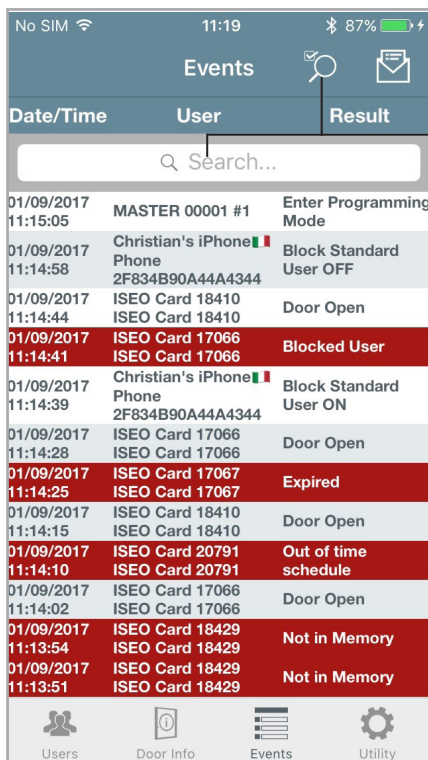 No SIM 11:19 87%
Events
Date/Time User Result
Search...
01/09/2017 11:15:05 MASTER 00001 #1 Enter Programming Mode
01/09/2017 11:14:58 Christian's iPhone🇮🇹 Phone 2F834B90A44A4344 Block Standard User OFF
01/09/2017 11:14:44 ISEO Card 18410 ISEO Card 18410 Door Open
01/09/2017 11:14:41 ISEO Card 17066 ISEO Card 17066 Blocked User
01/09/2017 11:14:39 Christian's iPhone🇮🇹 Phone 2F834B90A44A4344 Block Standard User ON
01/09/2017 11:14:28 ISEO Card 17066 ISEO Card 17066 Door Open
01/09/2017 11:14:25 ISEO Card 17067 ISEO Card 17067 Expired
01/09/2017 11:14:15 ISEO Card 18410 ISEO Card 18410 Door Open
01/09/2017 11:14:10 ISEO Card 20791 ISEO Card 20791 Out of time schedule
01/09/2017 11:14:02 ISEO Card 17066 ISEO Card 17066 Door Open
01/09/2017 11:13:54 ISEO Card 18429 ISEO Card 18429 Not in Memory
01/09/2017 11:13:51 ISEO Card 18429 ISEO Card 18429 Not in Memory
Users Door Info Events Utility